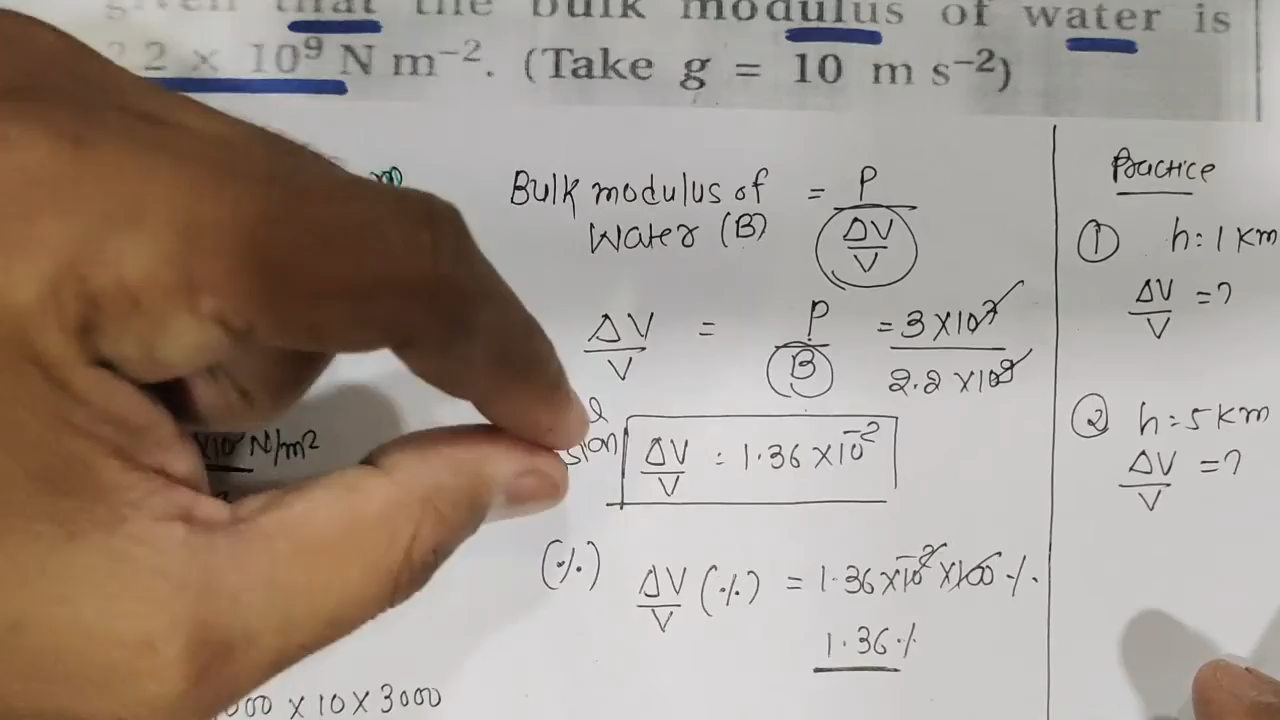 that the bulk modulus of water is
2 × 10⁹ N m⁻². (Take g = 10 m s⁻²)
Bulk modulus of Water (B) = P / (ΔV/V)
ΔV/V = P/B = 3 × 10⁷ / 2.2 × 10⁹
ΔV/V = 1.36 × 10⁻²
(%) ΔV/V (%) = 1.36 × 10⁻² × 100 %
1.36 %
N/m²
000 × 10 × 3000
Practice
① h = 1 Km
ΔV/V = ?
② h = 5 Km
ΔV/V = ?